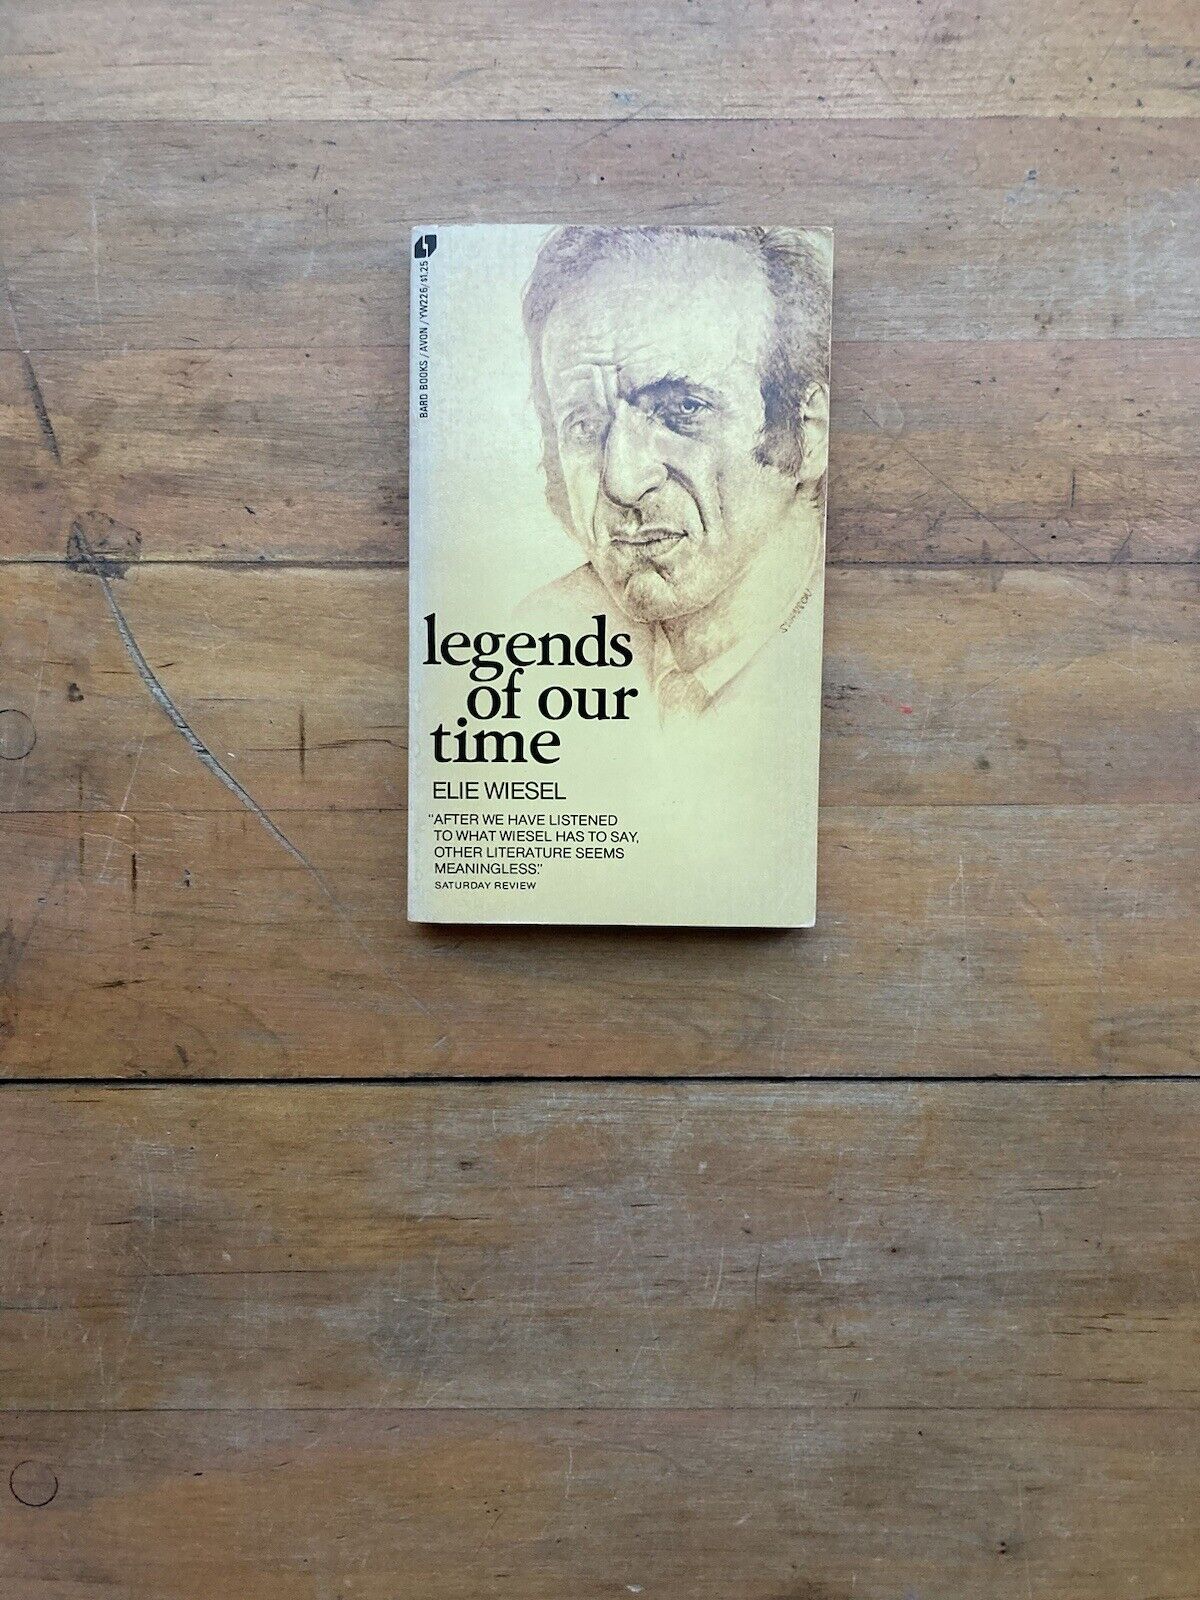 BARD BOOKS / AVON / YW226 / $1.25
legends
of our
time
ELIE WIESEL
"AFTER WE HAVE LISTENED
TO WHAT WIESEL HAS TO SAY,
OTHER LITERATURE SEEMS
MEANINGLESS."
SATURDAY REVIEW